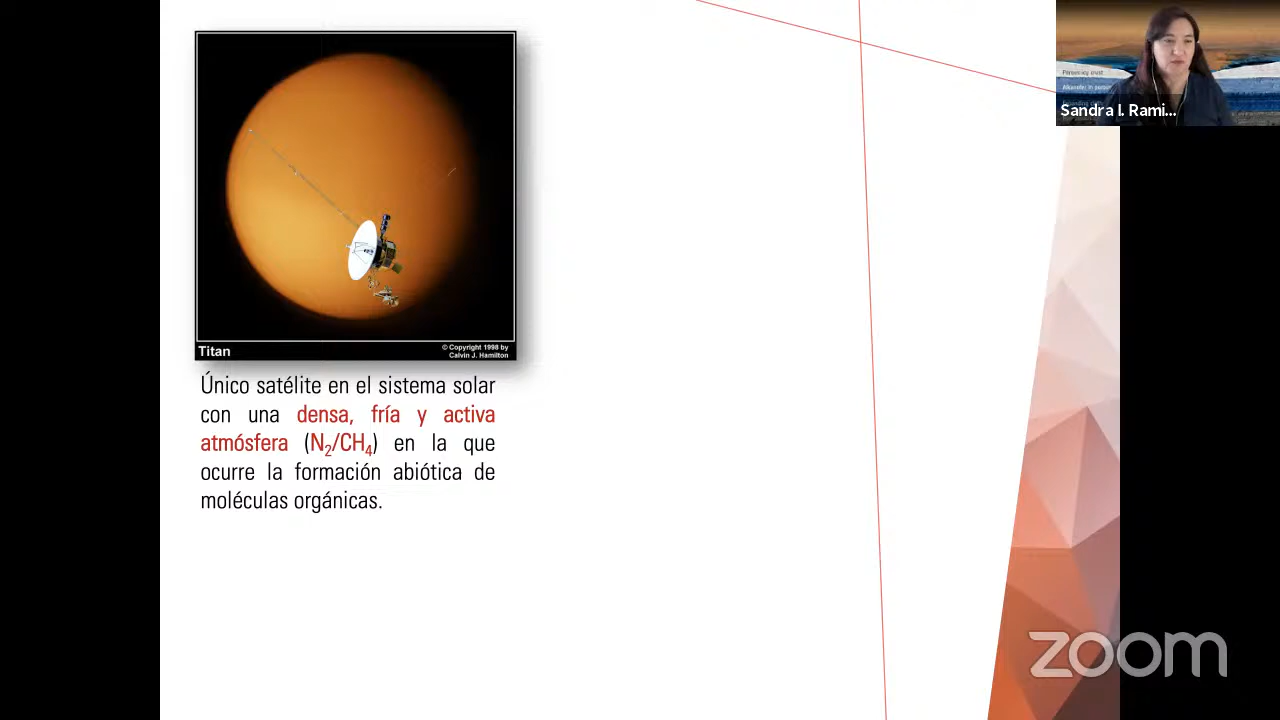 Titan
© Copyright 1998 by
Calvin J. Hamilton
Único satélite en el sistema solar
con una densa, fría y activa
atmósfera (N₂/CH₄) en la que
ocurre la formación abiótica de
moléculas orgánicas.
Sandra I. Rami...
zoom